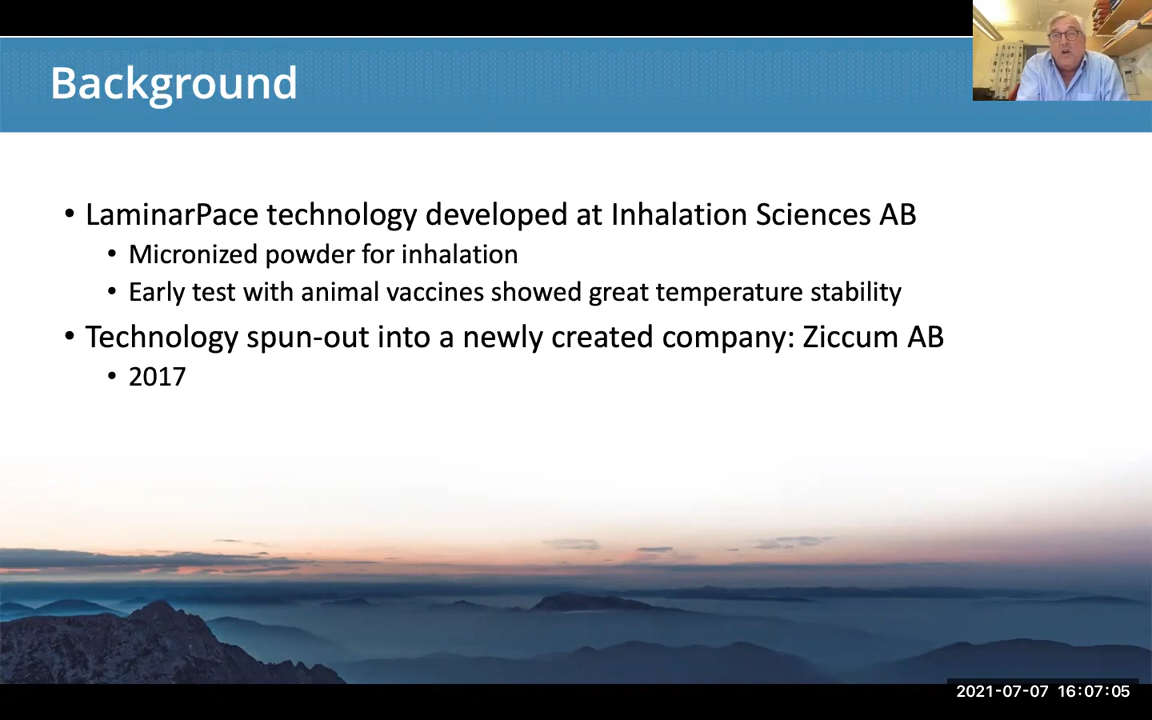 Background
• LaminarPace technology developed at Inhalation Sciences AB
• Micronized powder for inhalation
• Early test with animal vaccines showed great temperature stability
• Technology spun-out into a newly created company: Ziccum AB
• 2017
2021-07-07 16:07:05